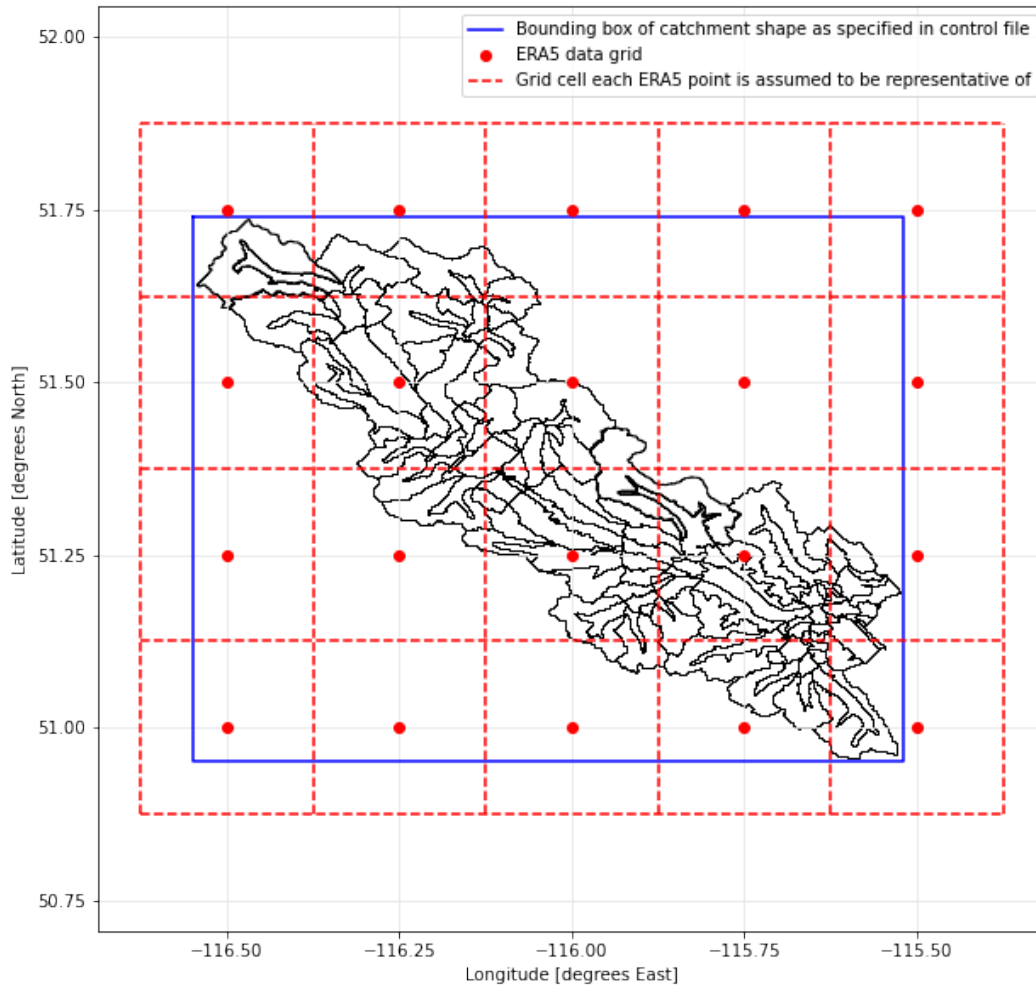 Bounding box of catchment shape as specified in control file
ERA5 data grid
Grid cell each ERA5 point is assumed to be representative of
52.00
51.75
51.50
51.25
51.00
50.75
Latitude [degrees North]
−116.50
−116.25
−116.00
−115.75
−115.50
Longitude [degrees East]